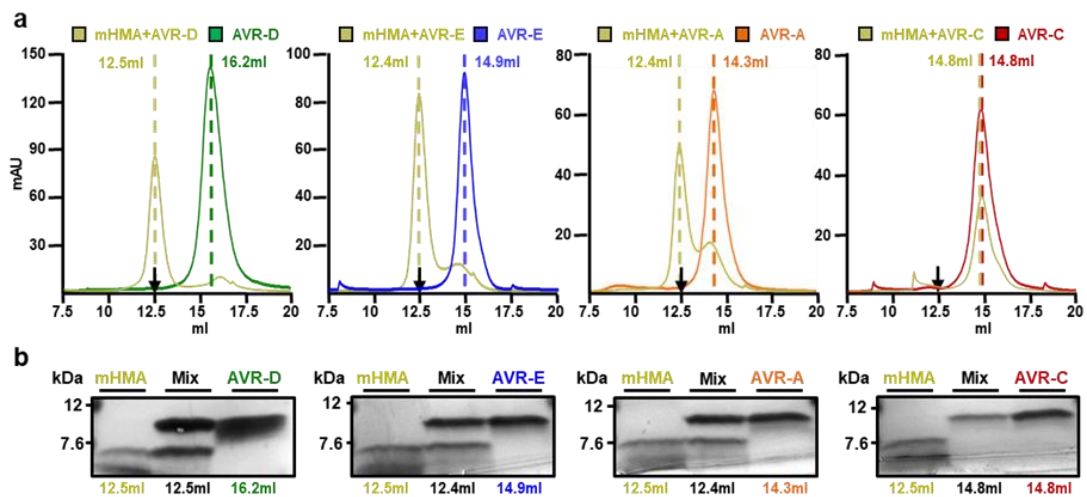 a
mHMA+AVR-D AVR-D mHMA+AVR-E AVR-E mHMA+AVR-A AVR-A mHMA+AVR-C AVR-C
12.5ml 16.2ml 12.4ml 14.9ml 12.4ml 14.3ml 14.8ml 14.8ml
mAU
150
120
90
60
30
7.5 10 12.5 15 17.5 20
ml
100
80
60
40
20
7.5 10 12.5 15 17.5 20
ml
80
60
40
20
7.5 10 12.5 15 17.5 20
ml
80
60
40
20
7.5 10 12.5 15 17.5 20
ml
b
kDa mHMA Mix AVR-D
12
7.6
12.5ml 12.5ml 16.2ml
kDa mHMA Mix AVR-E
12
7.6
12.5ml 12.4ml 14.9ml
kDa mHMA Mix AVR-A
12
7.6
12.5ml 12.4ml 14.3ml
kDa mHMA Mix AVR-C
12
7.6
12.5ml 14.8ml 14.8ml